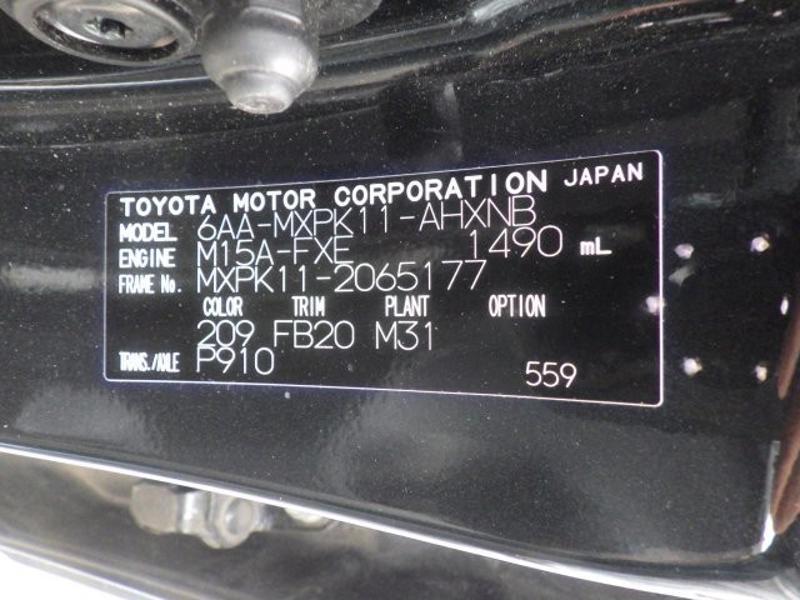 TOYOTA MOTOR CORPORATION JAPAN
MODEL 6AA-MXPK11-AHXNB
ENGINE M15A-FXE 1490 mL
FRAME No. MXPK11-2065177
COLOR TRIM PLANT OPTION
209 FB20 M31
TRANS./AXLE P910
559